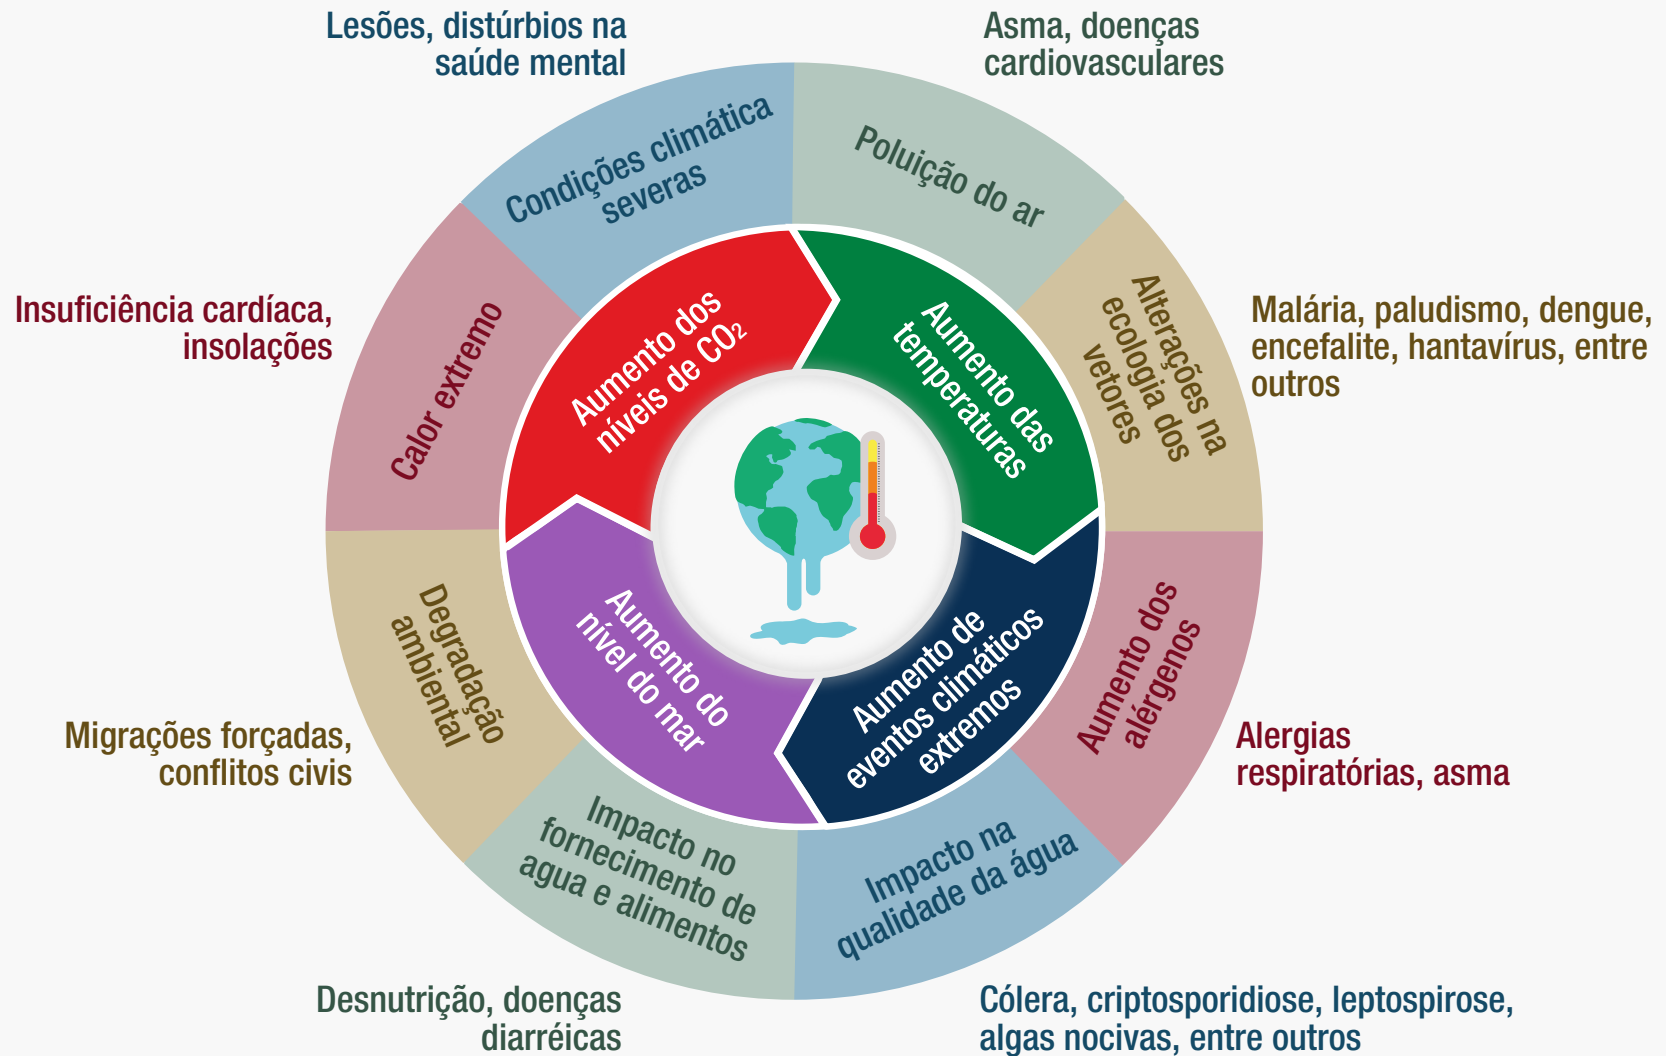 Lesões, distúrbios na
saúde mental
Asma, doenças
cardiovasculares
Condições climática
severas
Poluição do ar
Calor extremo
Alterações na
ecologia dos
vetores
Insuficiência cardíaca,
insolações
Malária, paludismo, dengue,
encefalite, hantavírus, entre
outros
Aumento dos
níveis de CO₂
Aumento das
temperaturas
Aumento do
nível do mar
Aumento de
eventos climáticos
extremos
Degradação
ambiental
Aumento dos
alérgenos
Migrações forçadas,
conflitos civis
Alergias
respiratórias, asma
Impacto no
fornecimento de
agua e alimentos
Impacto na
qualidade da água
Desnutrição, doenças
diarréicas
Cólera, criptosporidiose, leptospirose,
algas nocivas, entre outros